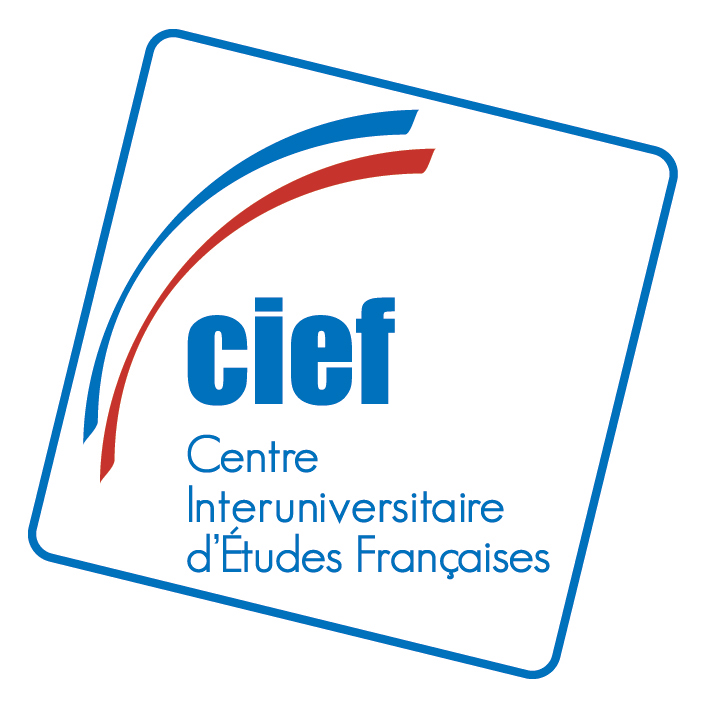 cief
Centre
Interuniversitaire
d'Études Françaises